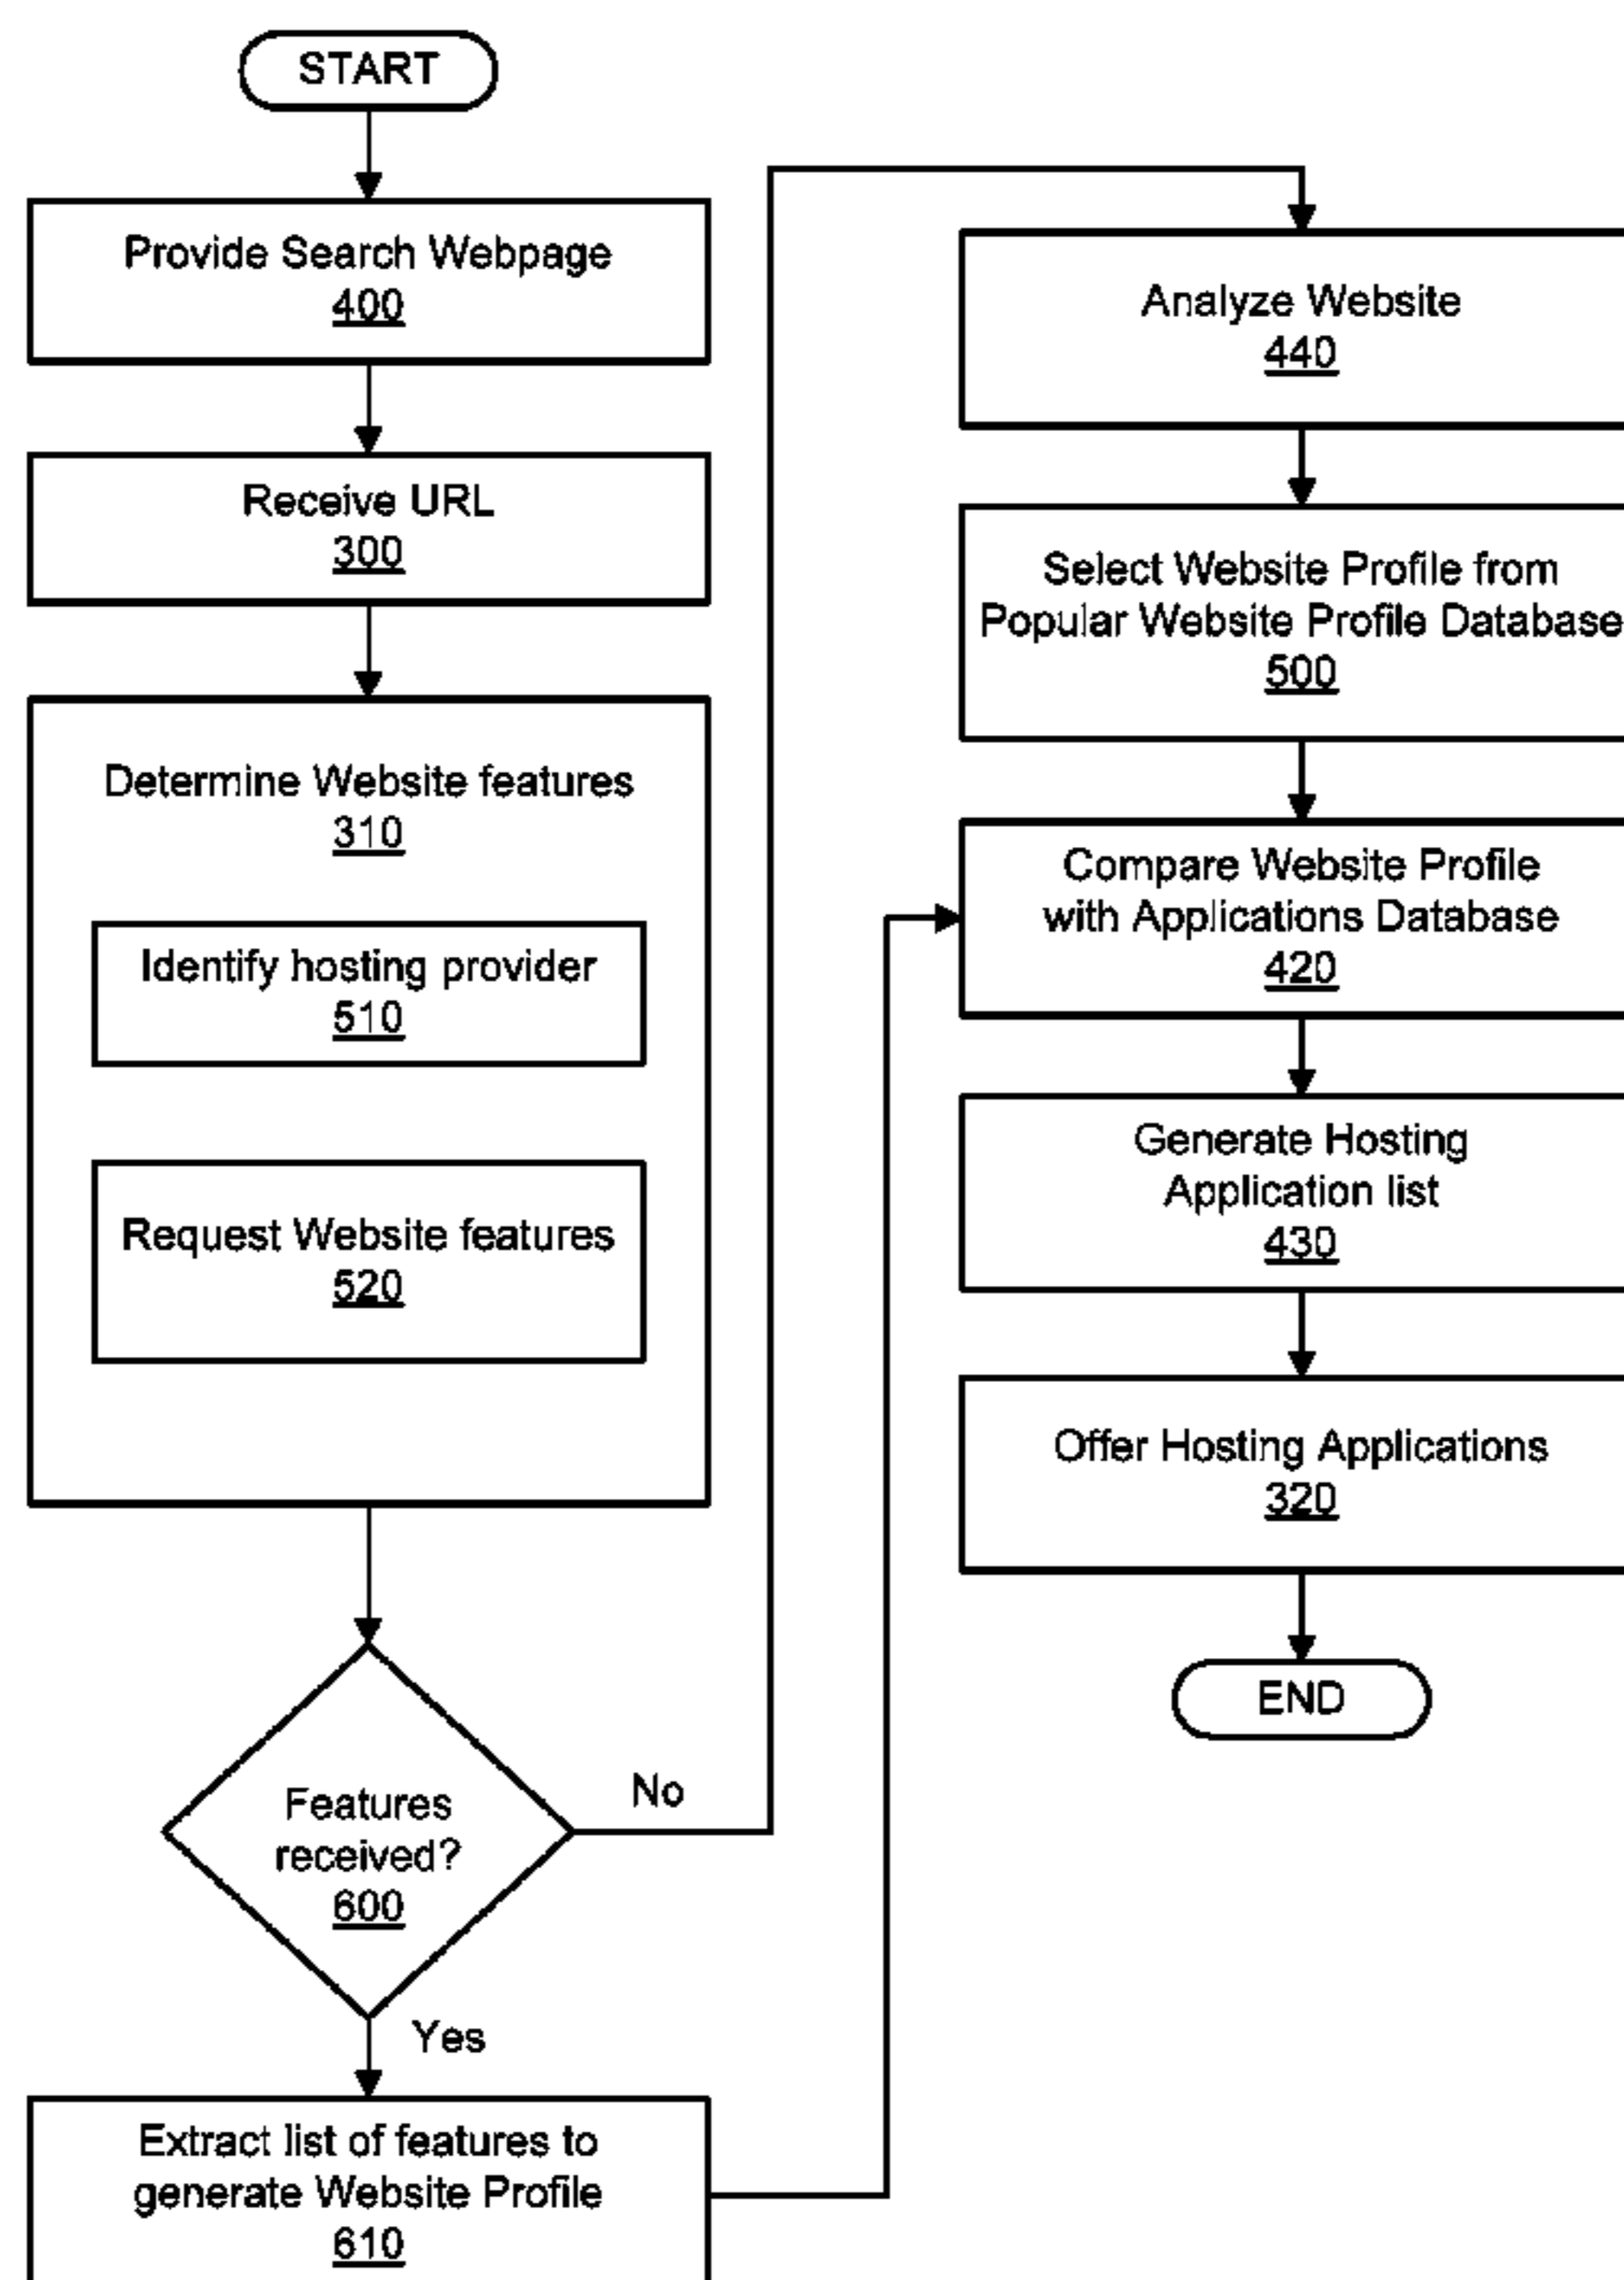 START
Provide Search Webpage
400
Receive URL
300
Determine Website features
310
Identify hosting provider
510
Request Website features
520
Features
received?
600
No
Yes
Extract list of features to
generate Website Profile
610
Analyze Website
440
Select Website Profile from
Popular Website Profile Database
500
Compare Website Profile
with Applications Database
420
Generate Hosting
Application list
430
Offer Hosting Applications
320
END